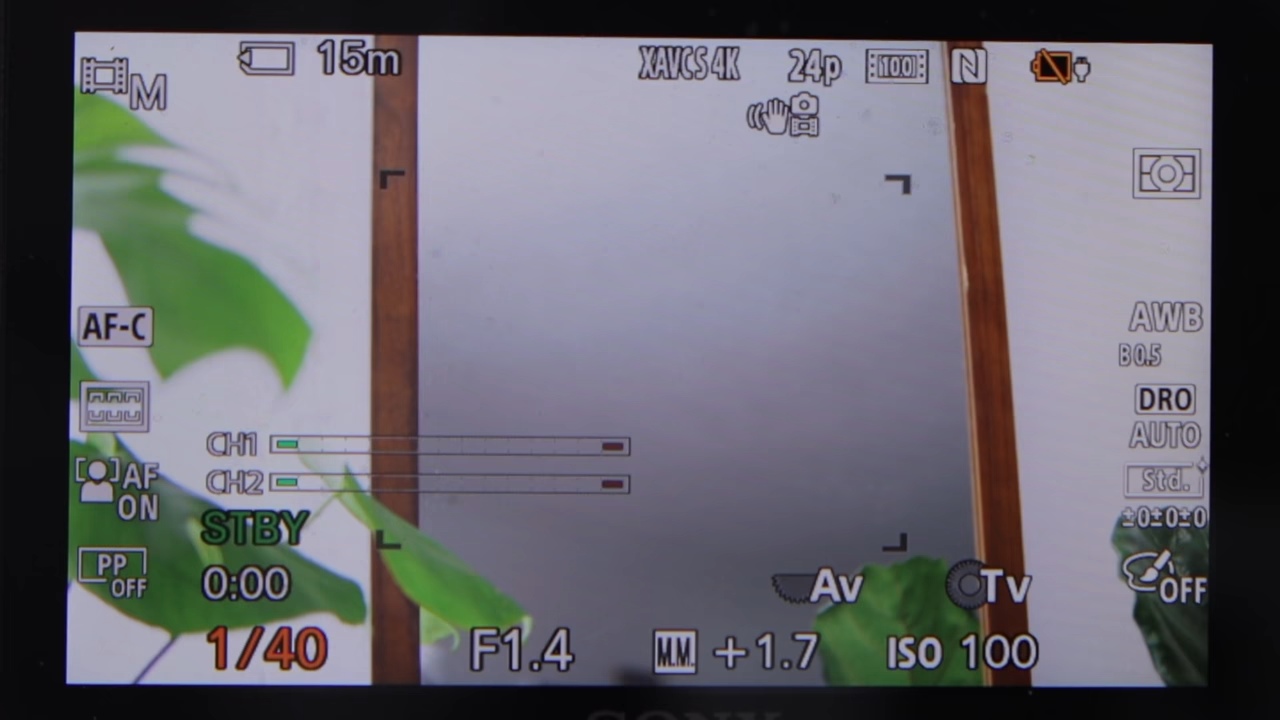 M 15m XAVC S 4K 24p 100 N
AF-C AWB
B0.5
DRO
AUTO
CH1
CH2
AF
ON
Std.
STBY
±0±0±0
PP
OFF
0:00
Av Tv
OFF
1/40 F1.4 M.M. +1.7 ISO 100
SONY